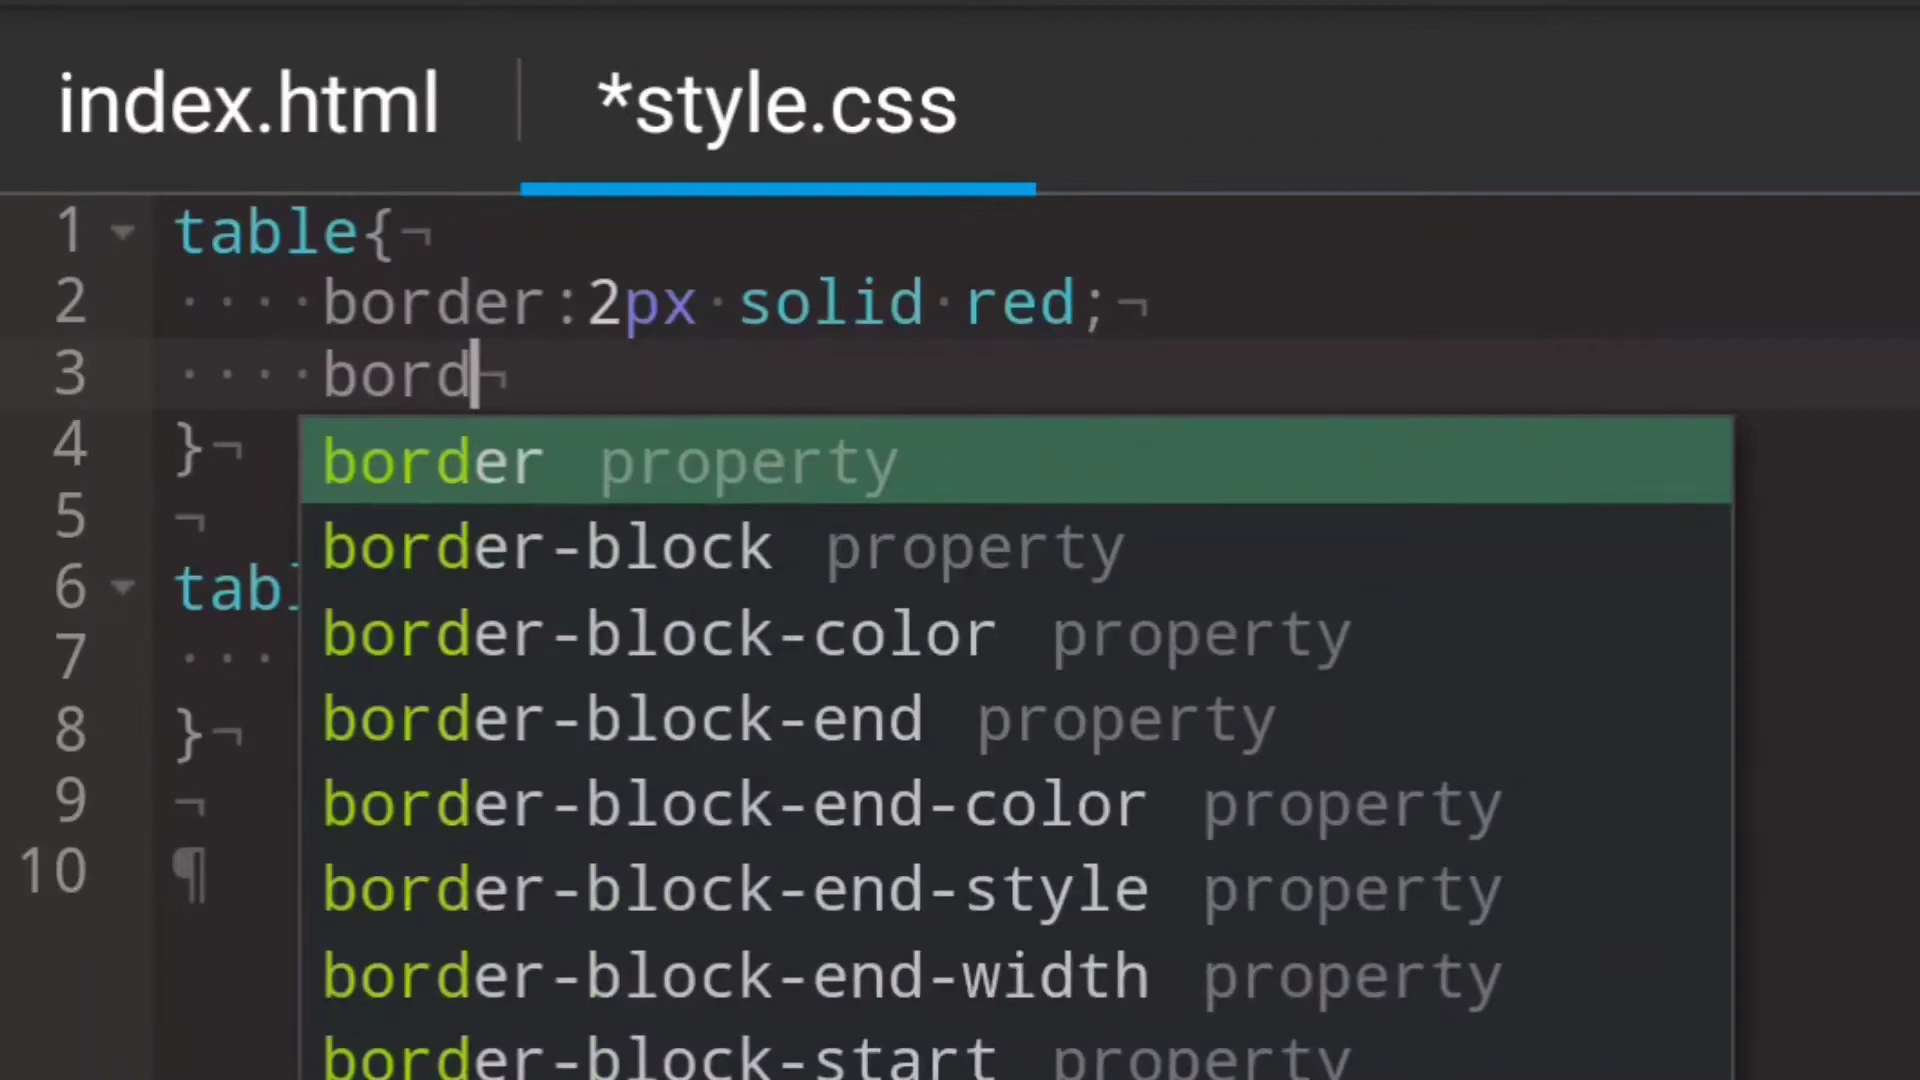 index.html *style.css
1 table{¬
2 ····border:2px·solid·red;¬
3 ····bord¬
4 }¬
border property
5 ¬
border-block property
6
border-block-color property
7 ···
border-block-end property
8 }¬
9 ¬
border-block-end-color property
10 ¶
border-block-end-style property
border-block-end-width property
border-block-start property